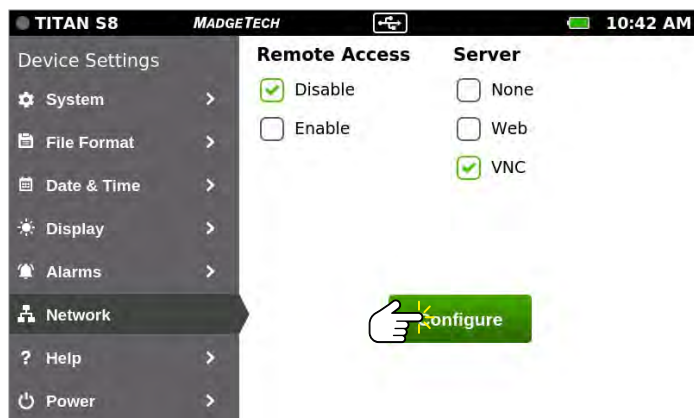 TITAN S8 MADGETECH 10:42 AM
Device Settings
System
File Format
Date & Time
Display
Alarms
Network
? Help
Power
Remote Access
Disable
Enable
Server
None
Web
VNC
Configure